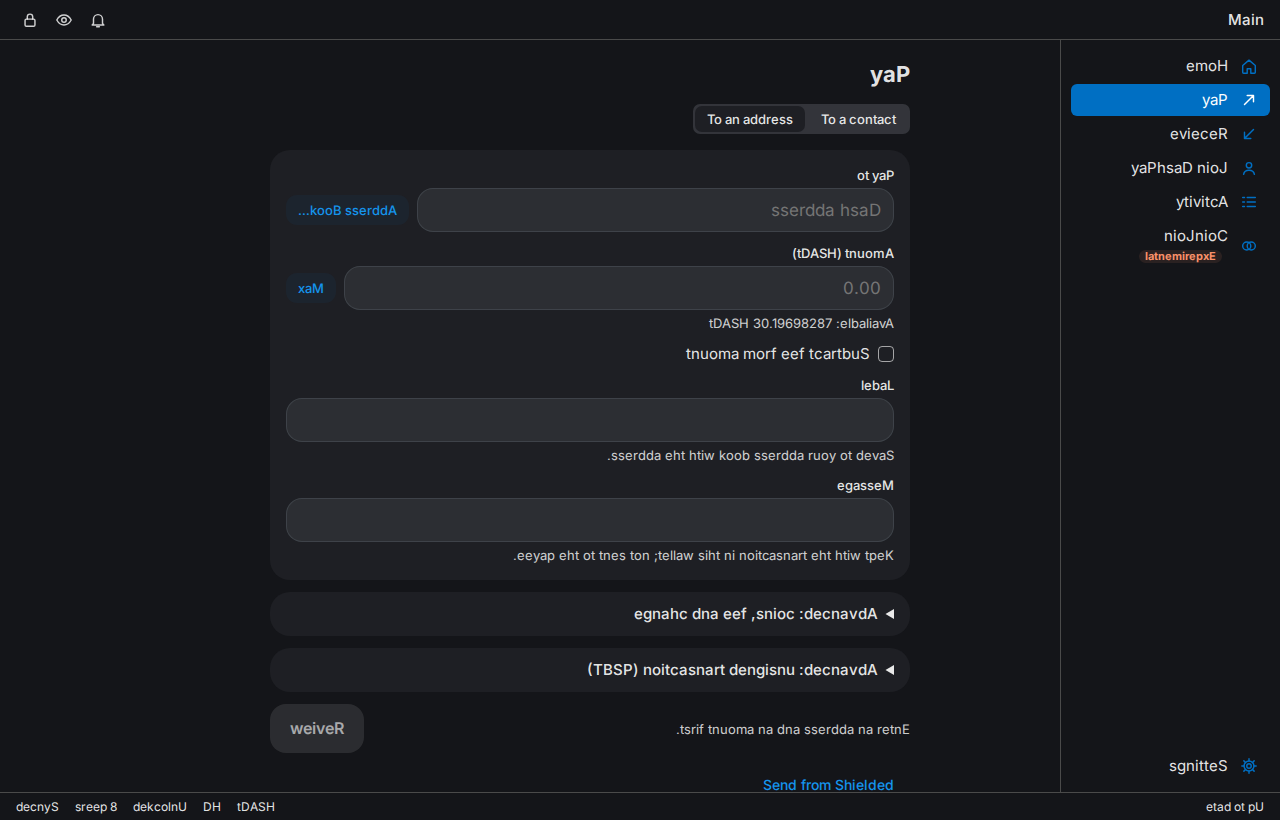 Main
emoH
yaP
evieceR
yaPhsaD nioJ
ytivitcA
nioJnioC
latnemirepxE
sgnitteS
yaP
To an address
To a contact
ot yaP
sserdda hsaD
...kooB sserddA
(tDASH) tnuomA
0.00
xaM
tDASH 30.19698287 :elbaliavA
tnuoma morf eef tcartbuS
lebaL
.sserdda eht htiw koob sserdda ruoy ot devaS
egasseM
.eeyap eht ot tnes ton ;tellaw siht ni noitcasnart eht htiw tpeK
egnahc dna eef ,snioc :decnavdA
(TBSP) noitcasnart dengisnu :decnavdA
.tsrif tnuoma na dna sserdda na retnE
weiveR
Send from Shielded
decnyS
sreep 8
dekcolnU
DH
tDASH
etad ot pU